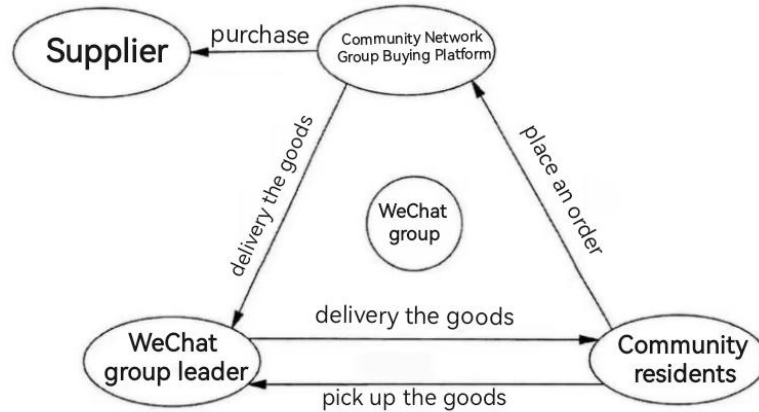 purchase
Supplier
Community Network
Group Buying Platform
delivery the goods
place an order
WeChat
group
delivery the goods
WeChat
group leader
Community
residents
pick up the goods